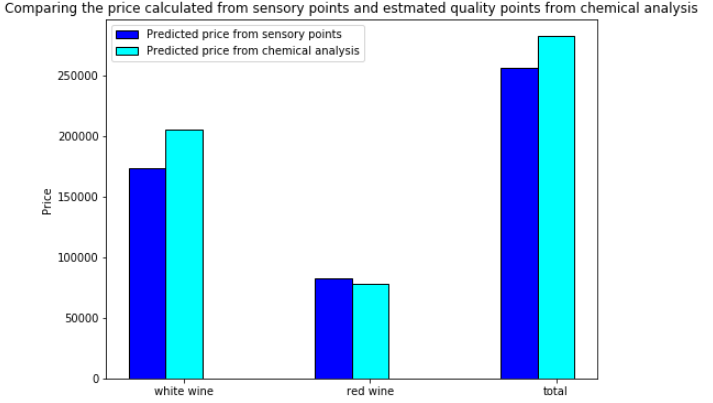 Comparing the price calculated from sensory points and estmated quality points from chemical analysis
Predicted price from sensory points
Predicted price from chemical analysis
250000
200000
150000
100000
50000
0
Price
white wine
red wine
total